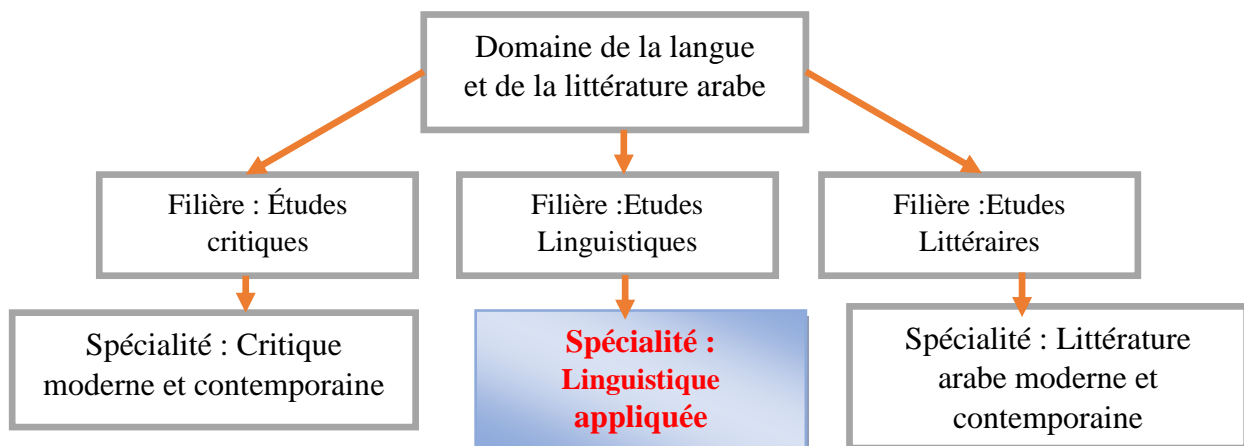 Domaine de la langue
et de la littérature arabe
Filière : Études
critiques
Filière :Etudes
Linguistiques
Filière :Etudes
Littéraires
Spécialité : Critique
moderne et contemporaine
Spécialité :
Linguistique
appliquée
Spécialité : Littérature
arabe moderne et
contemporaine